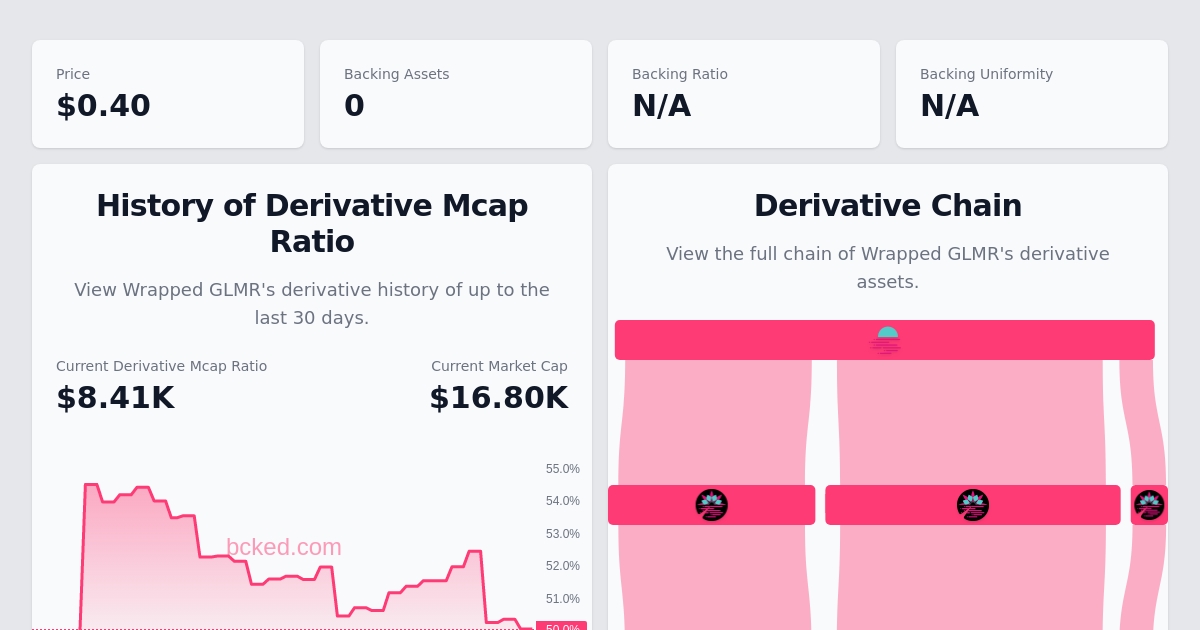 Price
$0.40
Backing Assets
0
Backing Ratio
N/A
Backing Uniformity
N/A
History of Derivative Mcap
Ratio
View Wrapped GLMR's derivative history of up to the
last 30 days.
Current Derivative Mcap Ratio
$8.41K
Current Market Cap
$16.80K
55.0%
54.0%
53.0%
52.0%
51.0%
50.0%
bcked.com
Derivative Chain
View the full chain of Wrapped GLMR's derivative
assets.